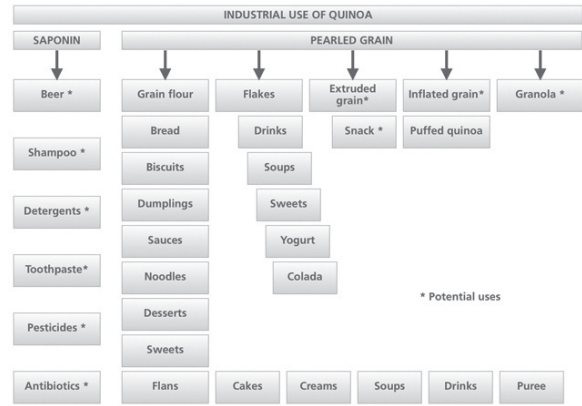 INDUSTRIAL USE OF QUINOA
SAPONIN
PEARLED GRAIN
Beer *
Grain flour
Flakes
Extruded
grain*
Inflated grain*
Granola *
Bread
Drinks
Snack *
Puffed quinoa
Shampoo *
Biscuits
Soups
Detergents *
Dumplings
Sweets
Sauces
Yogurt
Toothpaste*
Noodles
Colada
* Potential uses
Desserts
Pesticides *
Sweets
Antibiotics *
Flans
Cakes
Creams
Soups
Drinks
Puree